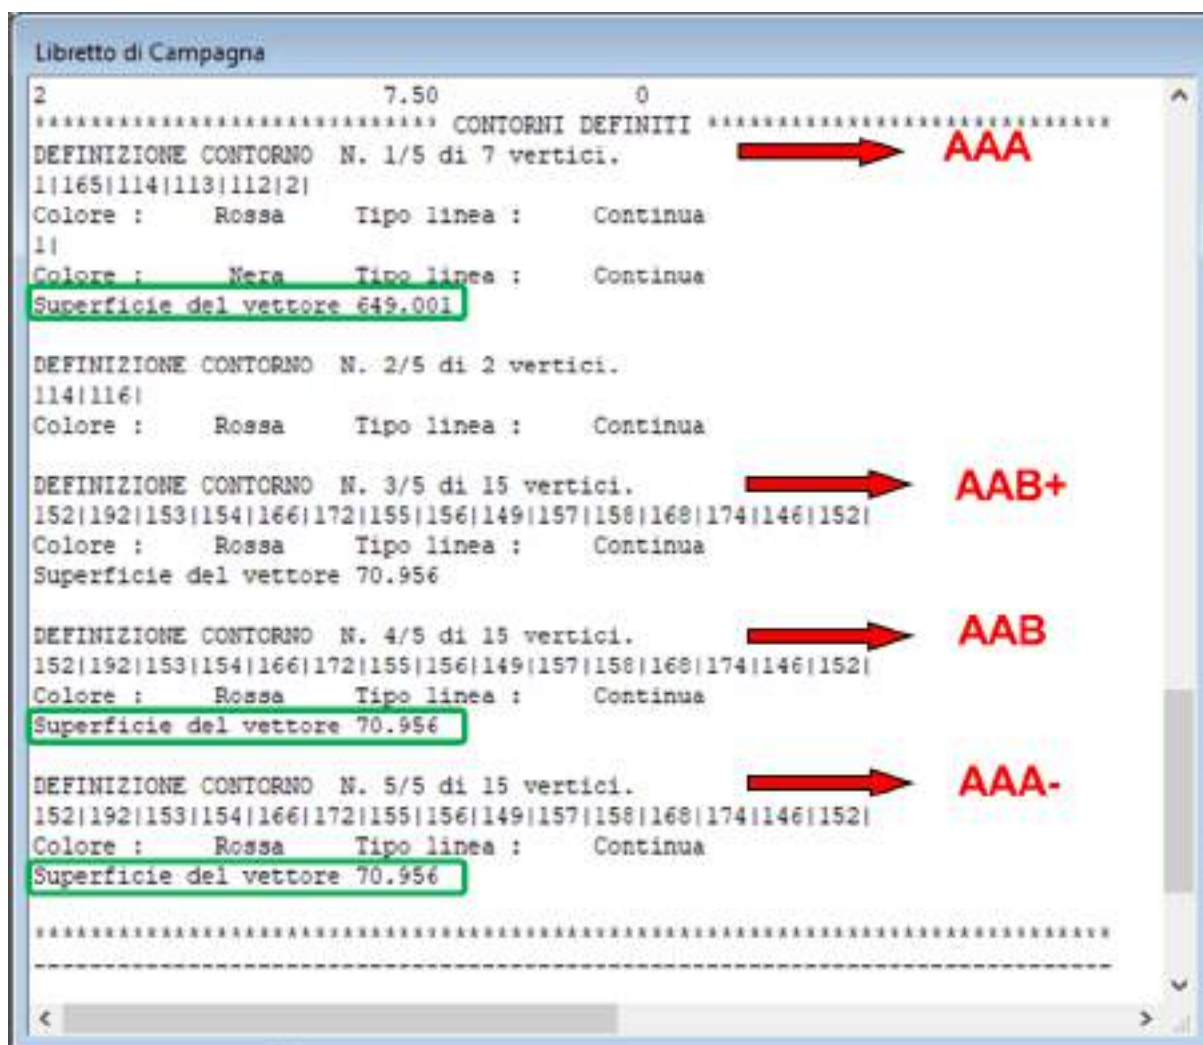 Libretto di Campagna
2 7.50 0
***************************** CONTORNI DEFINITI *****************************
DEFINIZIONE CONTORNO N. 1/5 di 7 vertici. AAA
1|165|114|113|112|2|
Colore : Rossa Tipo linea : Continua
1|
Colore : Nera Tipo linea : Continua
Superficie del vettore 649.001
DEFINIZIONE CONTORNO N. 2/5 di 2 vertici.
114|116|
Colore : Rossa Tipo linea : Continua
DEFINIZIONE CONTORNO N. 3/5 di 15 vertici. AAB+
152|192|153|154|166|172|155|156|149|157|158|168|174|146|152|
Colore : Rossa Tipo linea : Continua
Superficie del vettore 70.956
DEFINIZIONE CONTORNO N. 4/5 di 15 vertici. AAB
152|192|153|154|166|172|155|156|149|157|158|168|174|146|152|
Colore : Rossa Tipo linea : Continua
Superficie del vettore 70.956
DEFINIZIONE CONTORNO N. 5/5 di 15 vertici. AAA-
152|192|153|154|166|172|155|156|149|157|158|168|174|146|152|
Colore : Rossa Tipo linea : Continua
Superficie del vettore 70.956
*****************************************************************************
-----------------------------------------------------------------------------